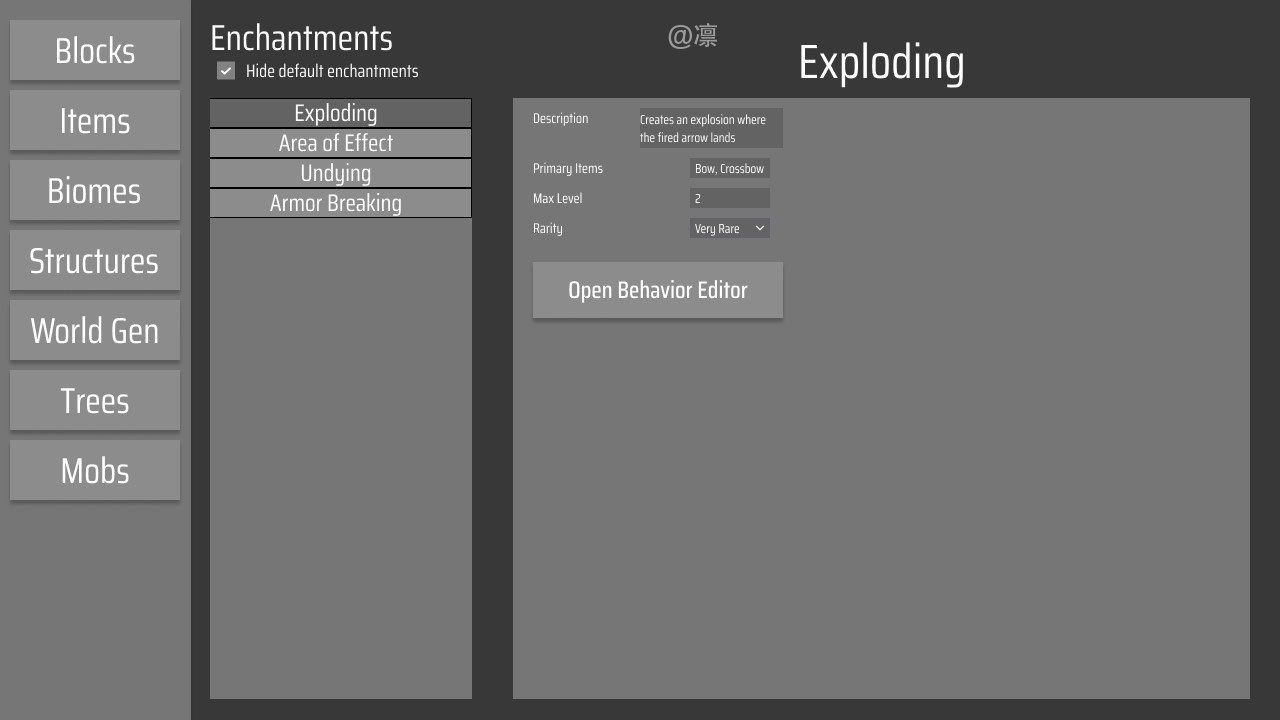 Blocks
Items
Biomes
Structures
World Gen
Trees
Mobs
Enchantments
Hide default enchantments
Exploding
Area of Effect
Undying
Armor Breaking
@凛
Exploding
Description
Creates an explosion where
the fired arrow lands
Primary Items
Bow, Crossbow
Max Level
2
Rarity
Very Rare
Open Behavior Editor